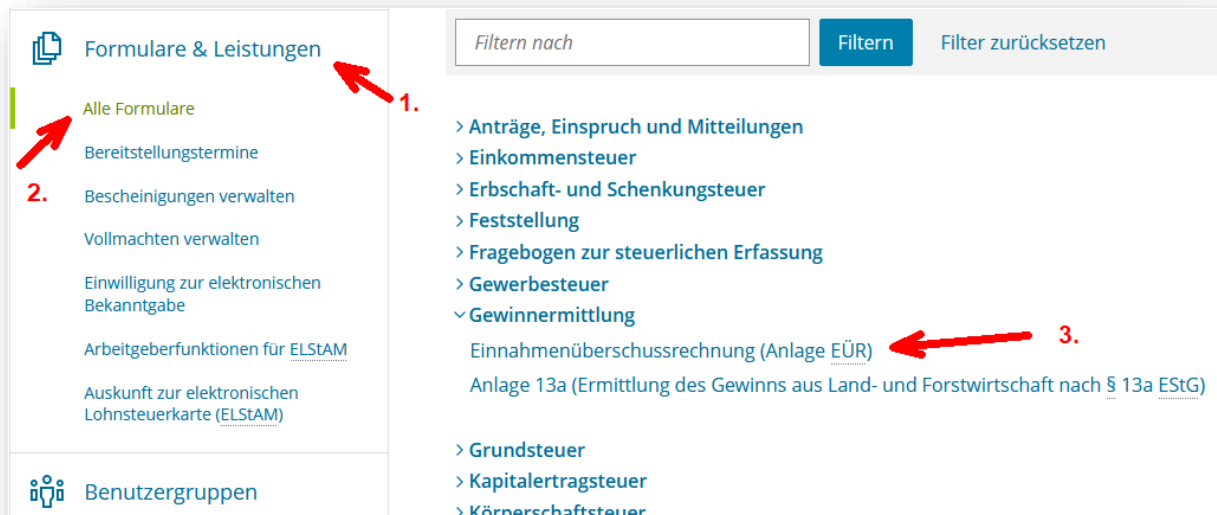 Formulare & Leistungen
1.
Alle Formulare
2.
Bereitstellungstermine
Bescheinigungen verwalten
Vollmachten verwalten
Einwilligung zur elektronischen
Bekanntgabe
Arbeitgeberfunktionen für ELStAM
Auskunft zur elektronischen
Lohnsteuerkarte (ELStAM)
Benutzergruppen
Filtern nach
Filtern
Filter zurücksetzen
Anträge, Einspruch und Mitteilungen
Einkommensteuer
Erbschaft- und Schenkungsteuer
Feststellung
Fragebogen zur steuerlichen Erfassung
Gewerbesteuer
Gewinnermittlung
Einnahmenüberschussrechnung (Anlage EÜR)
3.
Anlage 13a (Ermittlung des Gewinns aus Land- und Forstwirtschaft nach § 13a EStG)
Grundsteuer
Kapitalertragsteuer
Körperschaftsteuer